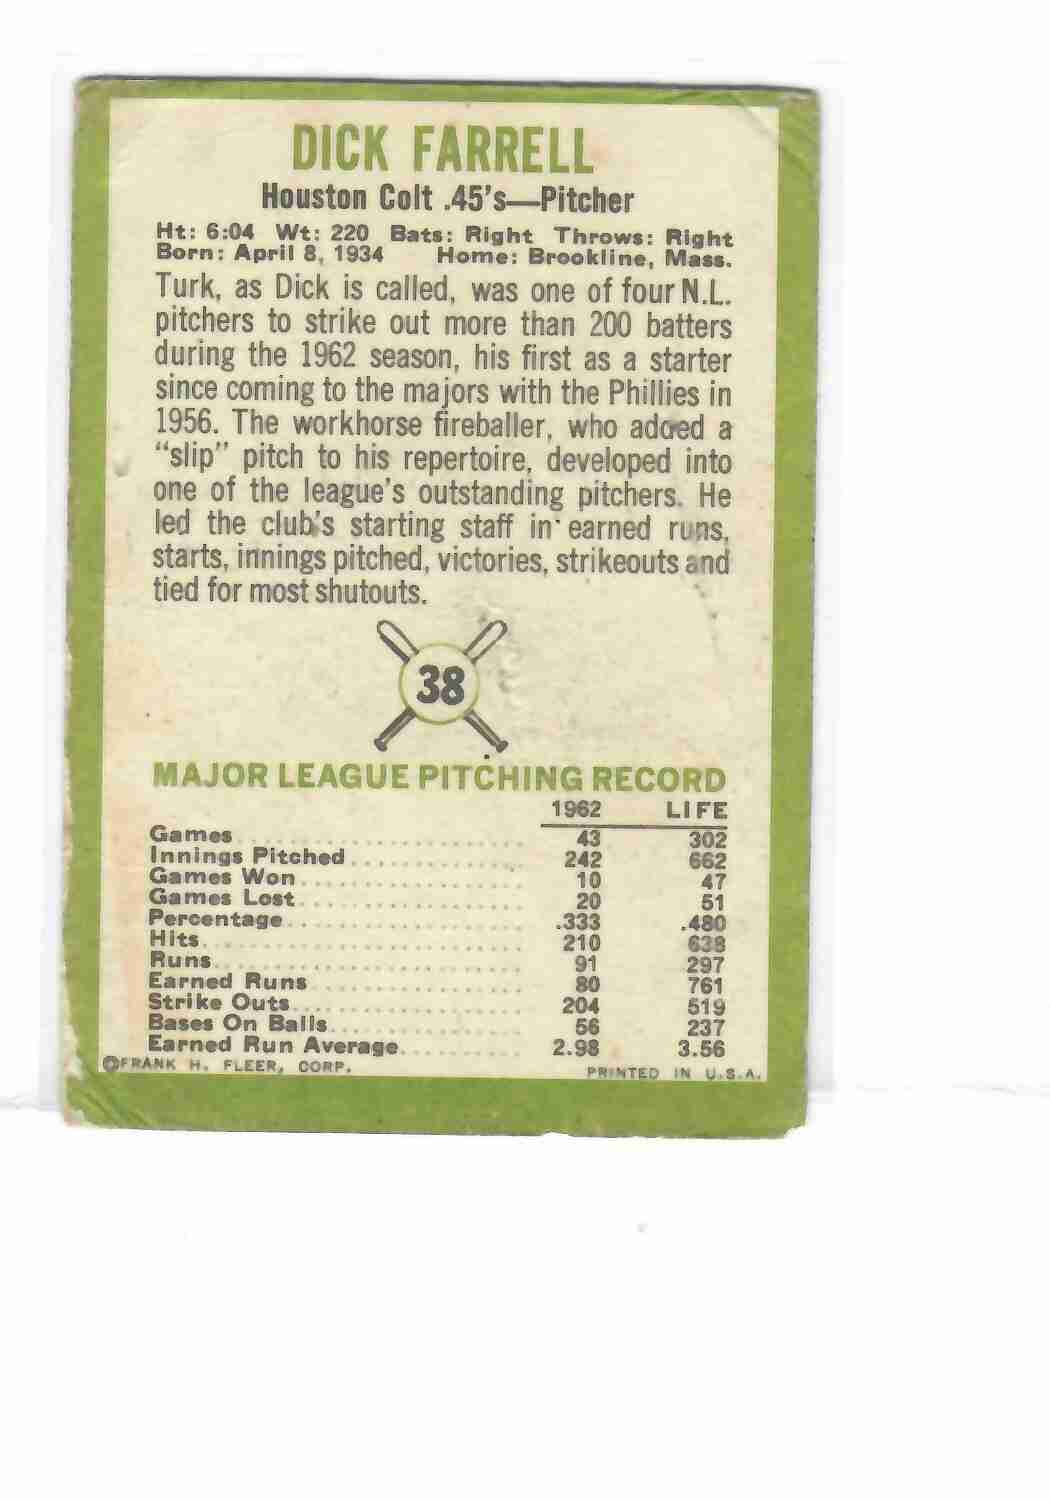 DICK FARRELL
Houston Colt .45's—Pitcher
Ht: 6:04 Wt: 220 Bats: Right Throws: Right
Born: April 8, 1934 Home: Brookline, Mass.
Turk, as Dick is called, was one of four N.L.
pitchers to strike out more than 200 batters
during the 1962 season, his first as a starter
since coming to the majors with the Phillies in
1956. The workhorse fireballer, who added a
"slip" pitch to his repertoire, developed into
one of the league's outstanding pitchers. He
led the club's starting staff in earned runs,
starts, innings pitched, victories, strikeouts and
tied for most shutouts.
38
MAJOR LEAGUE PITCHING RECORD
1962 LIFE
Games 43 302
Innings Pitched 242 662
Games Won 10 47
Games Lost 20 51
Percentage .333 .480
Hits 210 638
Runs 91 297
Earned Runs 80 761
Strike Outs 204 519
Bases On Balls 56 237
Earned Run Average 2.98 3.56
©FRANK H. FLEER, CORP. PRINTED IN U.S.A.